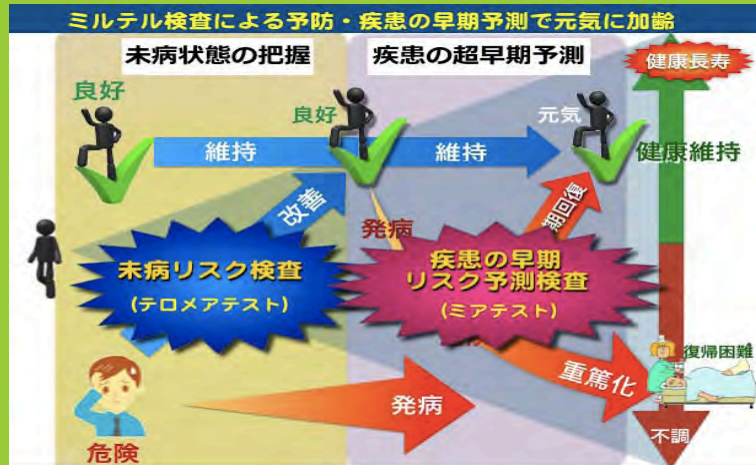 ミルテル検査による予防・疾患の早期予測で元気に加齢
未病状態の把握
疾患の超早期予測
健康長寿
良好
良好
元気
維持
維持
健康維持
改善
発病
期回復
未病リスク検査
(テロメアテスト)
疾患の早期
リスク予測検査
(ミアテスト)
復帰困難
重篤化
発病
危険
不調